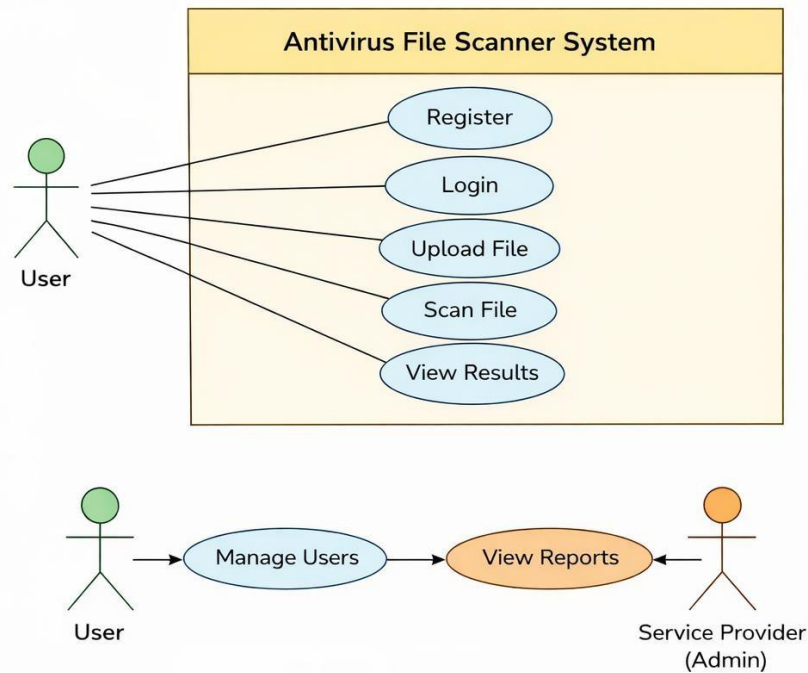 Antivirus File Scanner System
Register
Login
Upload File
Scan File
View Results
User
Manage Users
View Reports
User
Service Provider
(Admin)